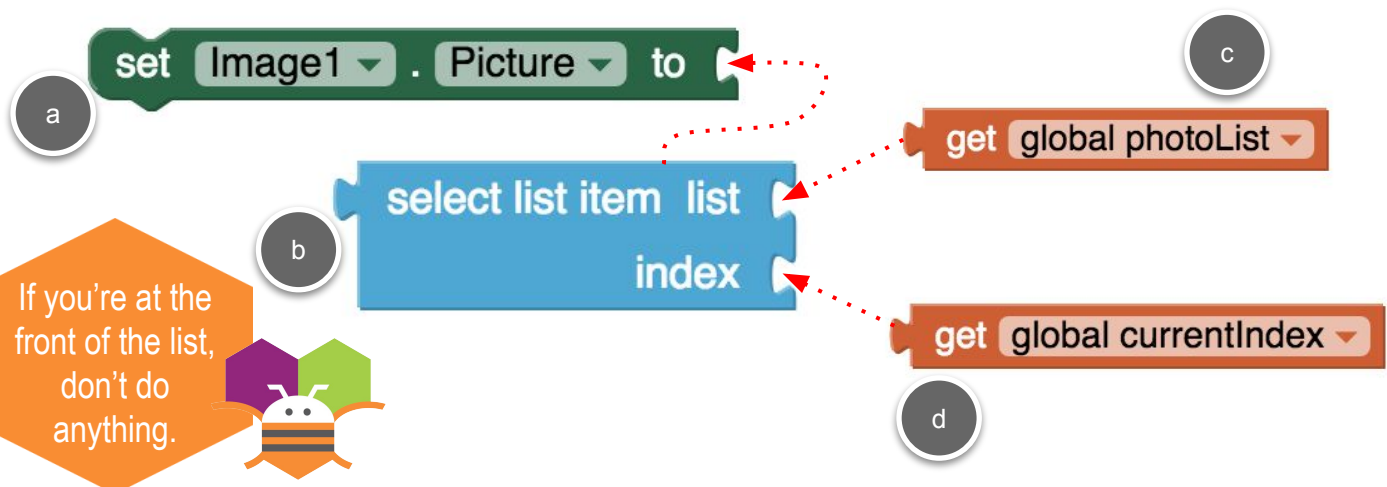 set Image1 . Picture to
a
c
get global photoList
select list item list
b
index
get global currentIndex
d
If you're at the
front of the list,
don't do
anything.